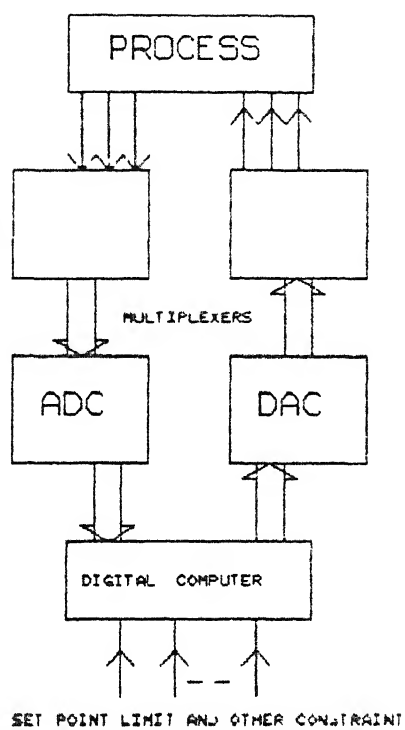 PROCESS
MULTIPLEXERS
ADC DAC
DIGITAL COMPUTER
SET POINT LIMIT AND OTHER CONSTRAINT